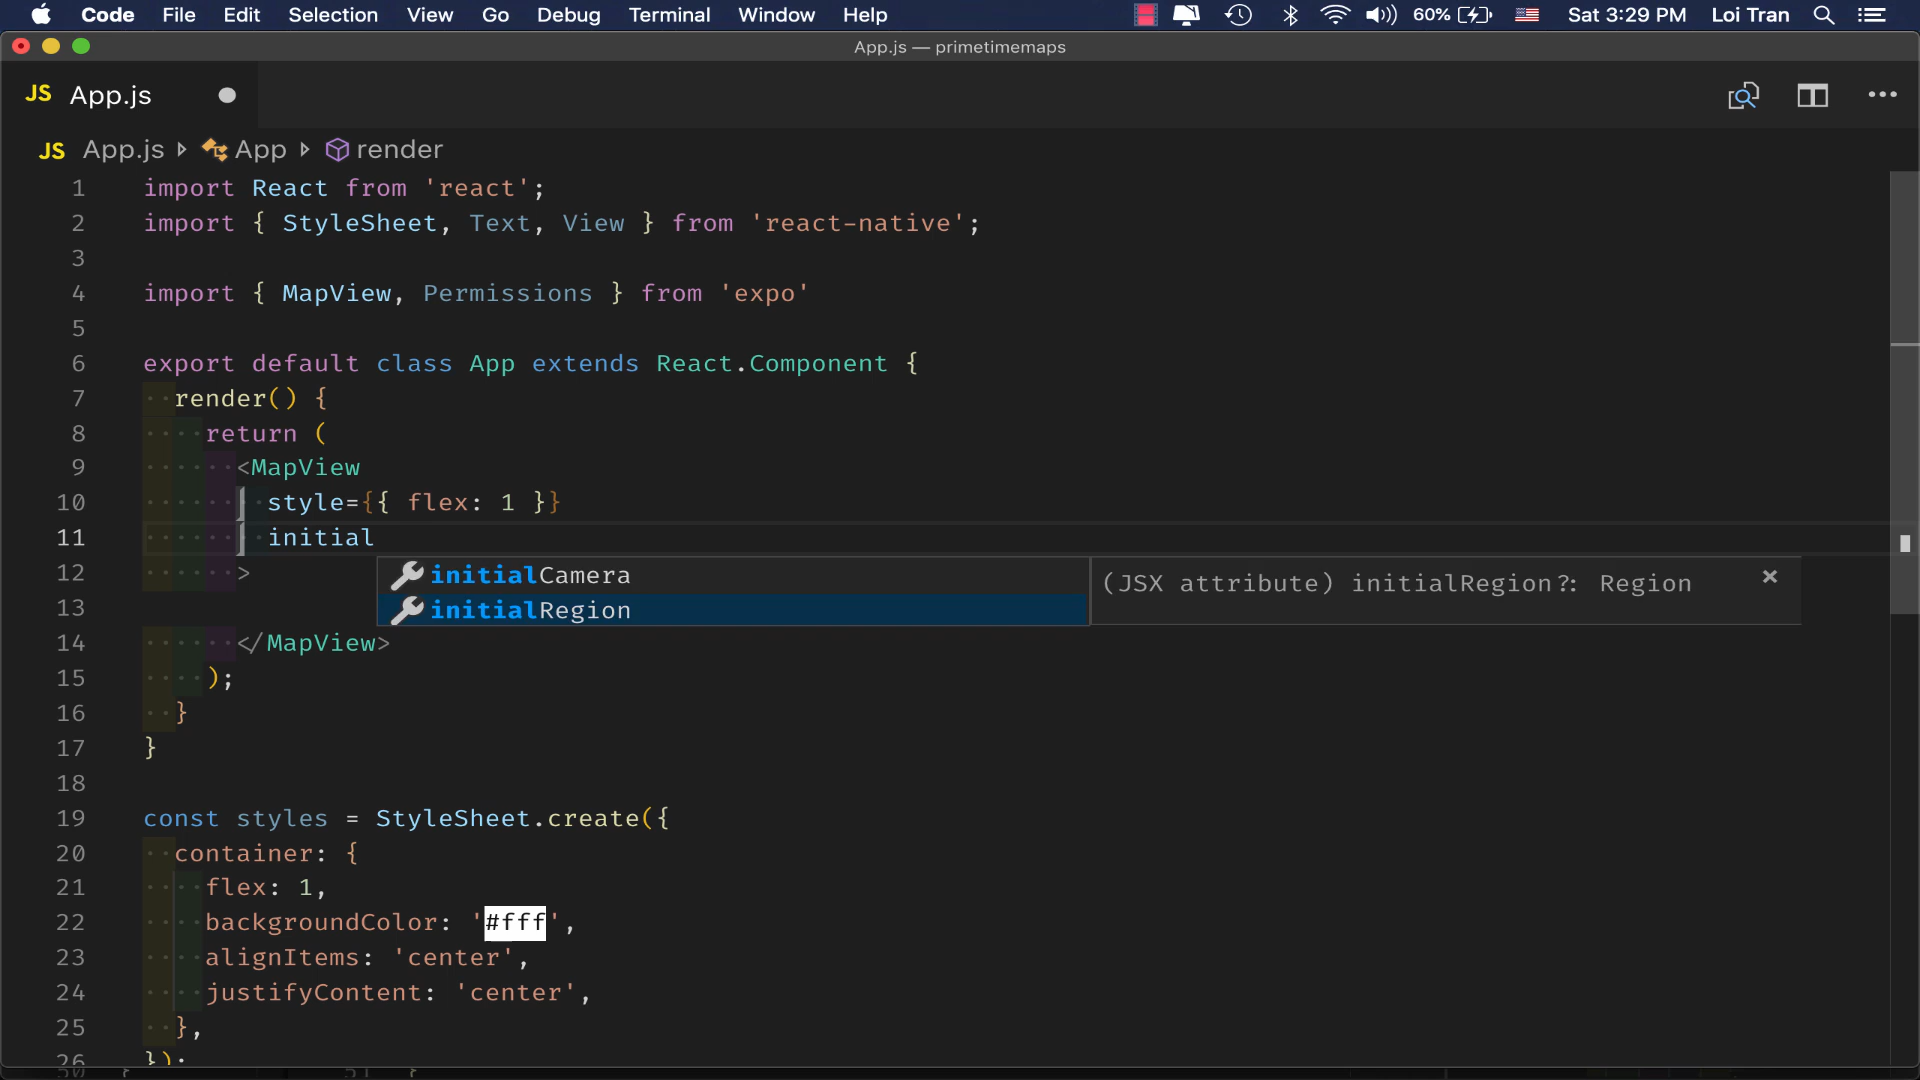 Code File Edit Selection View Go Debug Terminal Window Help 60% Sat 3:29 PM Loi Tran
App.js — primetimemaps
JS App.js
JS App.js App render
1 import React from 'react';
2 import { StyleSheet, Text, View } from 'react-native';
3
4 import { MapView, Permissions } from 'expo'
5
6 export default class App extends React.Component {
7 render() {
8 return (
9 <MapView
10 style={{ flex: 1 }}
11 initial
12 >
initialCamera
(JSX attribute) initialRegion?: Region
13
initialRegion
14 </MapView>
15 );
16 }
17 }
18
19 const styles = StyleSheet.create({
20 container: {
21 flex: 1,
22 backgroundColor: '#fff',
23 alignItems: 'center',
24 justifyContent: 'center',
25 },
26 });
50 } 51 }